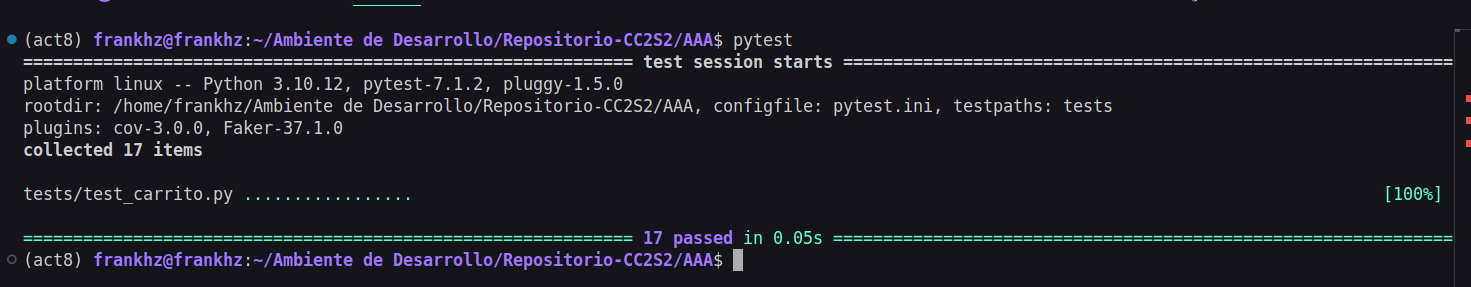 (act8) frankhz@frankhz:~/Ambiente de Desarrollo/Repositorio-CC2S2/AAA$ pytest
============================================================= test session starts =============================================================
platform linux -- Python 3.10.12, pytest-7.1.2, pluggy-1.5.0
rootdir: /home/frankhz/Ambiente de Desarrollo/Repositorio-CC2S2/AAA, configfile: pytest.ini, testpaths: tests
plugins: cov-3.0.0, Faker-37.1.0
collected 17 items
tests/test_carrito.py ................. [100%]
============================================================= 17 passed in 0.05s ==============================================================
(act8) frankhz@frankhz:~/Ambiente de Desarrollo/Repositorio-CC2S2/AAA$